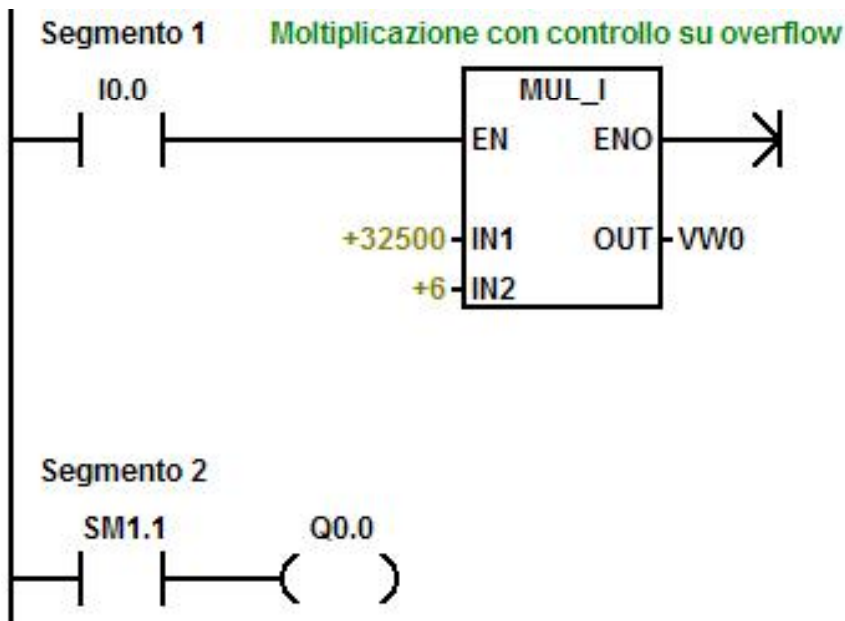 Segmento 1 Moltiplicazione con controllo su overflow
I0.0
MUL_I
EN ENO
+32500 IN1 OUT VW0
+6 IN2
Segmento 2
SM1.1 Q0.0